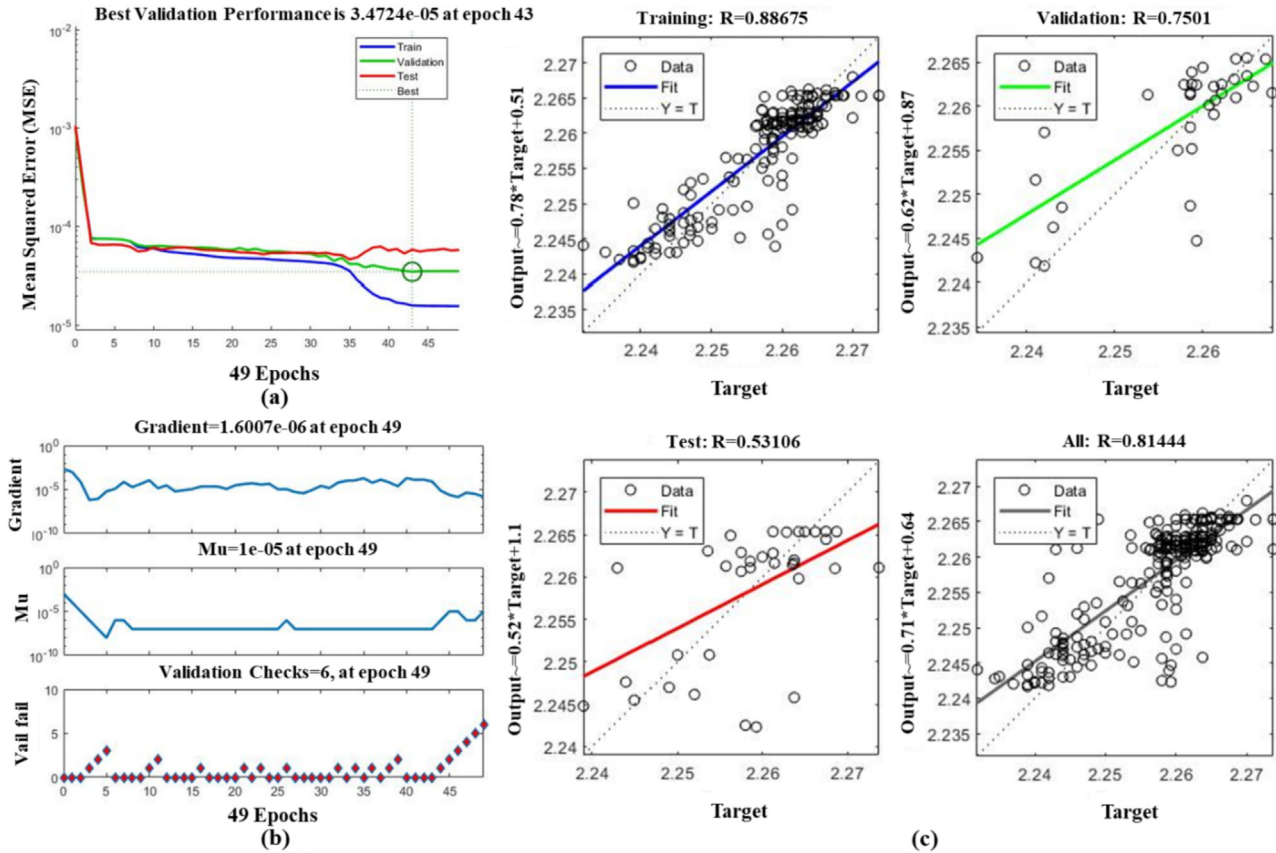 Best Validation Performance is 3.4724e-05 at epoch 43
10^-2
10^-3
10^-4
10^-5
Mean Squared Error (MSE)
Train
Validation
Test
Best
0 5 10 15 20 25 30 35 40 45
49 Epochs
(a)
Gradient=1.6007e-06 at epoch 49
10^0
10^-5
10^-10
Gradient
Mu=1e-05 at epoch 49
10^0
10^-5
10^-10
Mu
Validation Checks=6, at epoch 49
10
5
0
Vail fail
0 5 10 15 20 25 30 35 40 45
49 Epochs
(b)
Training: R=0.88675
Output~=0.78*Target+0.51
2.27
2.265
2.26
2.255
2.25
2.245
2.24
2.235
Data
Fit
Y = T
2.24 2.25 2.26 2.27
Target
Validation: R=0.7501
Output~=0.62*Target+0.87
2.265
2.26
2.255
2.25
2.245
2.24
2.235
Data
Fit
Y = T
2.24 2.25 2.26
Target
Test: R=0.53106
Output~=0.52*Target+1.1
2.27
2.265
2.26
2.255
2.25
2.245
2.24
Data
Fit
Y = T
2.24 2.25 2.26 2.27
Target
All: R=0.81444
Output~=0.71*Target+0.64
2.27
2.265
2.26
2.255
2.25
2.245
2.24
2.235
Data
Fit
Y = T
2.24 2.25 2.26 2.27
Target
(c)